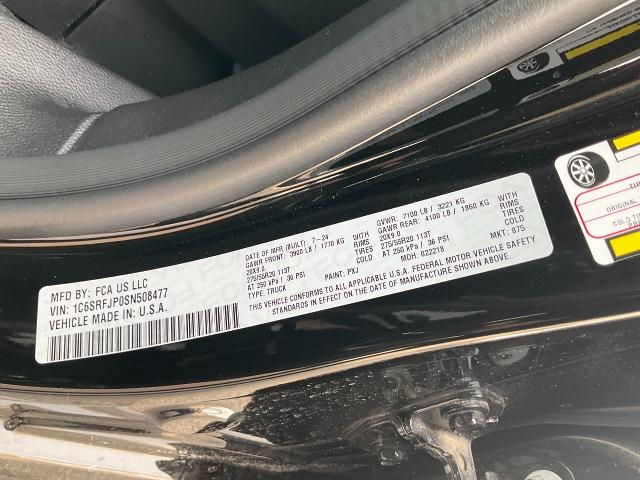 MFD BY: FCA US LLC
VIN: 1C6SRFJP0SN508477
VEHICLE MADE IN: U.S.A.
DATE OF MFR (BUILT): 7-24
GAWR FRONT: 3900 LB / 1770 KG WITH
20X9.0 RIMS
275/55R20 113T TIRES
AT 250 kPa / 36 PSI COLD
TYPE: TRUCK PAINT: PXJ
GVWR: 7100 LB / 3221 KG
GAWR REAR: 4100 LB / 1860 KG WITH
20X9.0 RIMS
275/55R20 113T TIRES
AT 250 kPa / 36 PSI COLD
MDH: 022218 MKT: 875
THIS VEHICLE CONFORMS TO ALL APPLICABLE U.S.A. FEDERAL MOTOR VEHICLE SAFETY
STANDARDS IN EFFECT ON THE DATE OF MANUFACTURE SHOWN ABOVE
ORIGINAL
COLD